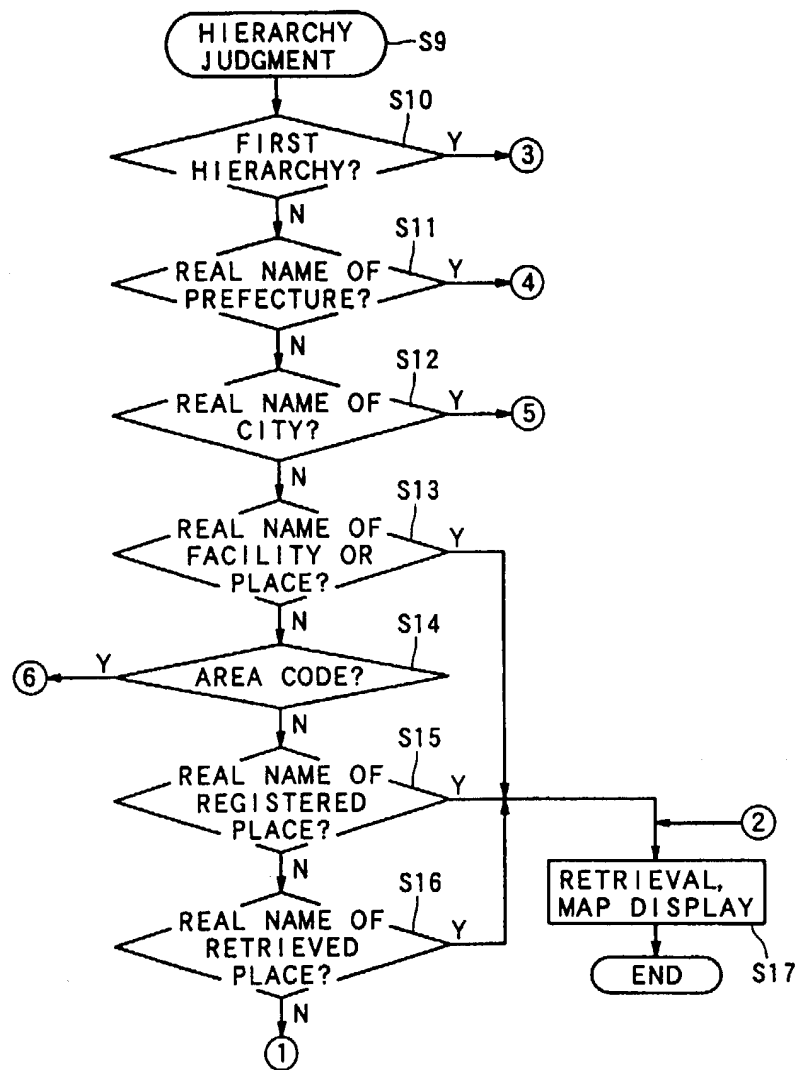 HIERARCHY
JUDGMENT
S9
S10
FIRST
HIERARCHY?
Y
③
N
S11
REAL NAME OF
PREFECTURE?
Y
④
N
S12
REAL NAME OF
CITY?
Y
⑤
N
S13
REAL NAME OF
FACILITY OR
PLACE?
Y
N
S14
AREA CODE?
Y
⑥
N
S15
REAL NAME OF
REGISTERED
PLACE?
Y
②
N
S16
REAL NAME OF
RETRIEVED
PLACE?
Y
N
①
RETRIEVAL,
MAP DISPLAY
S17
END